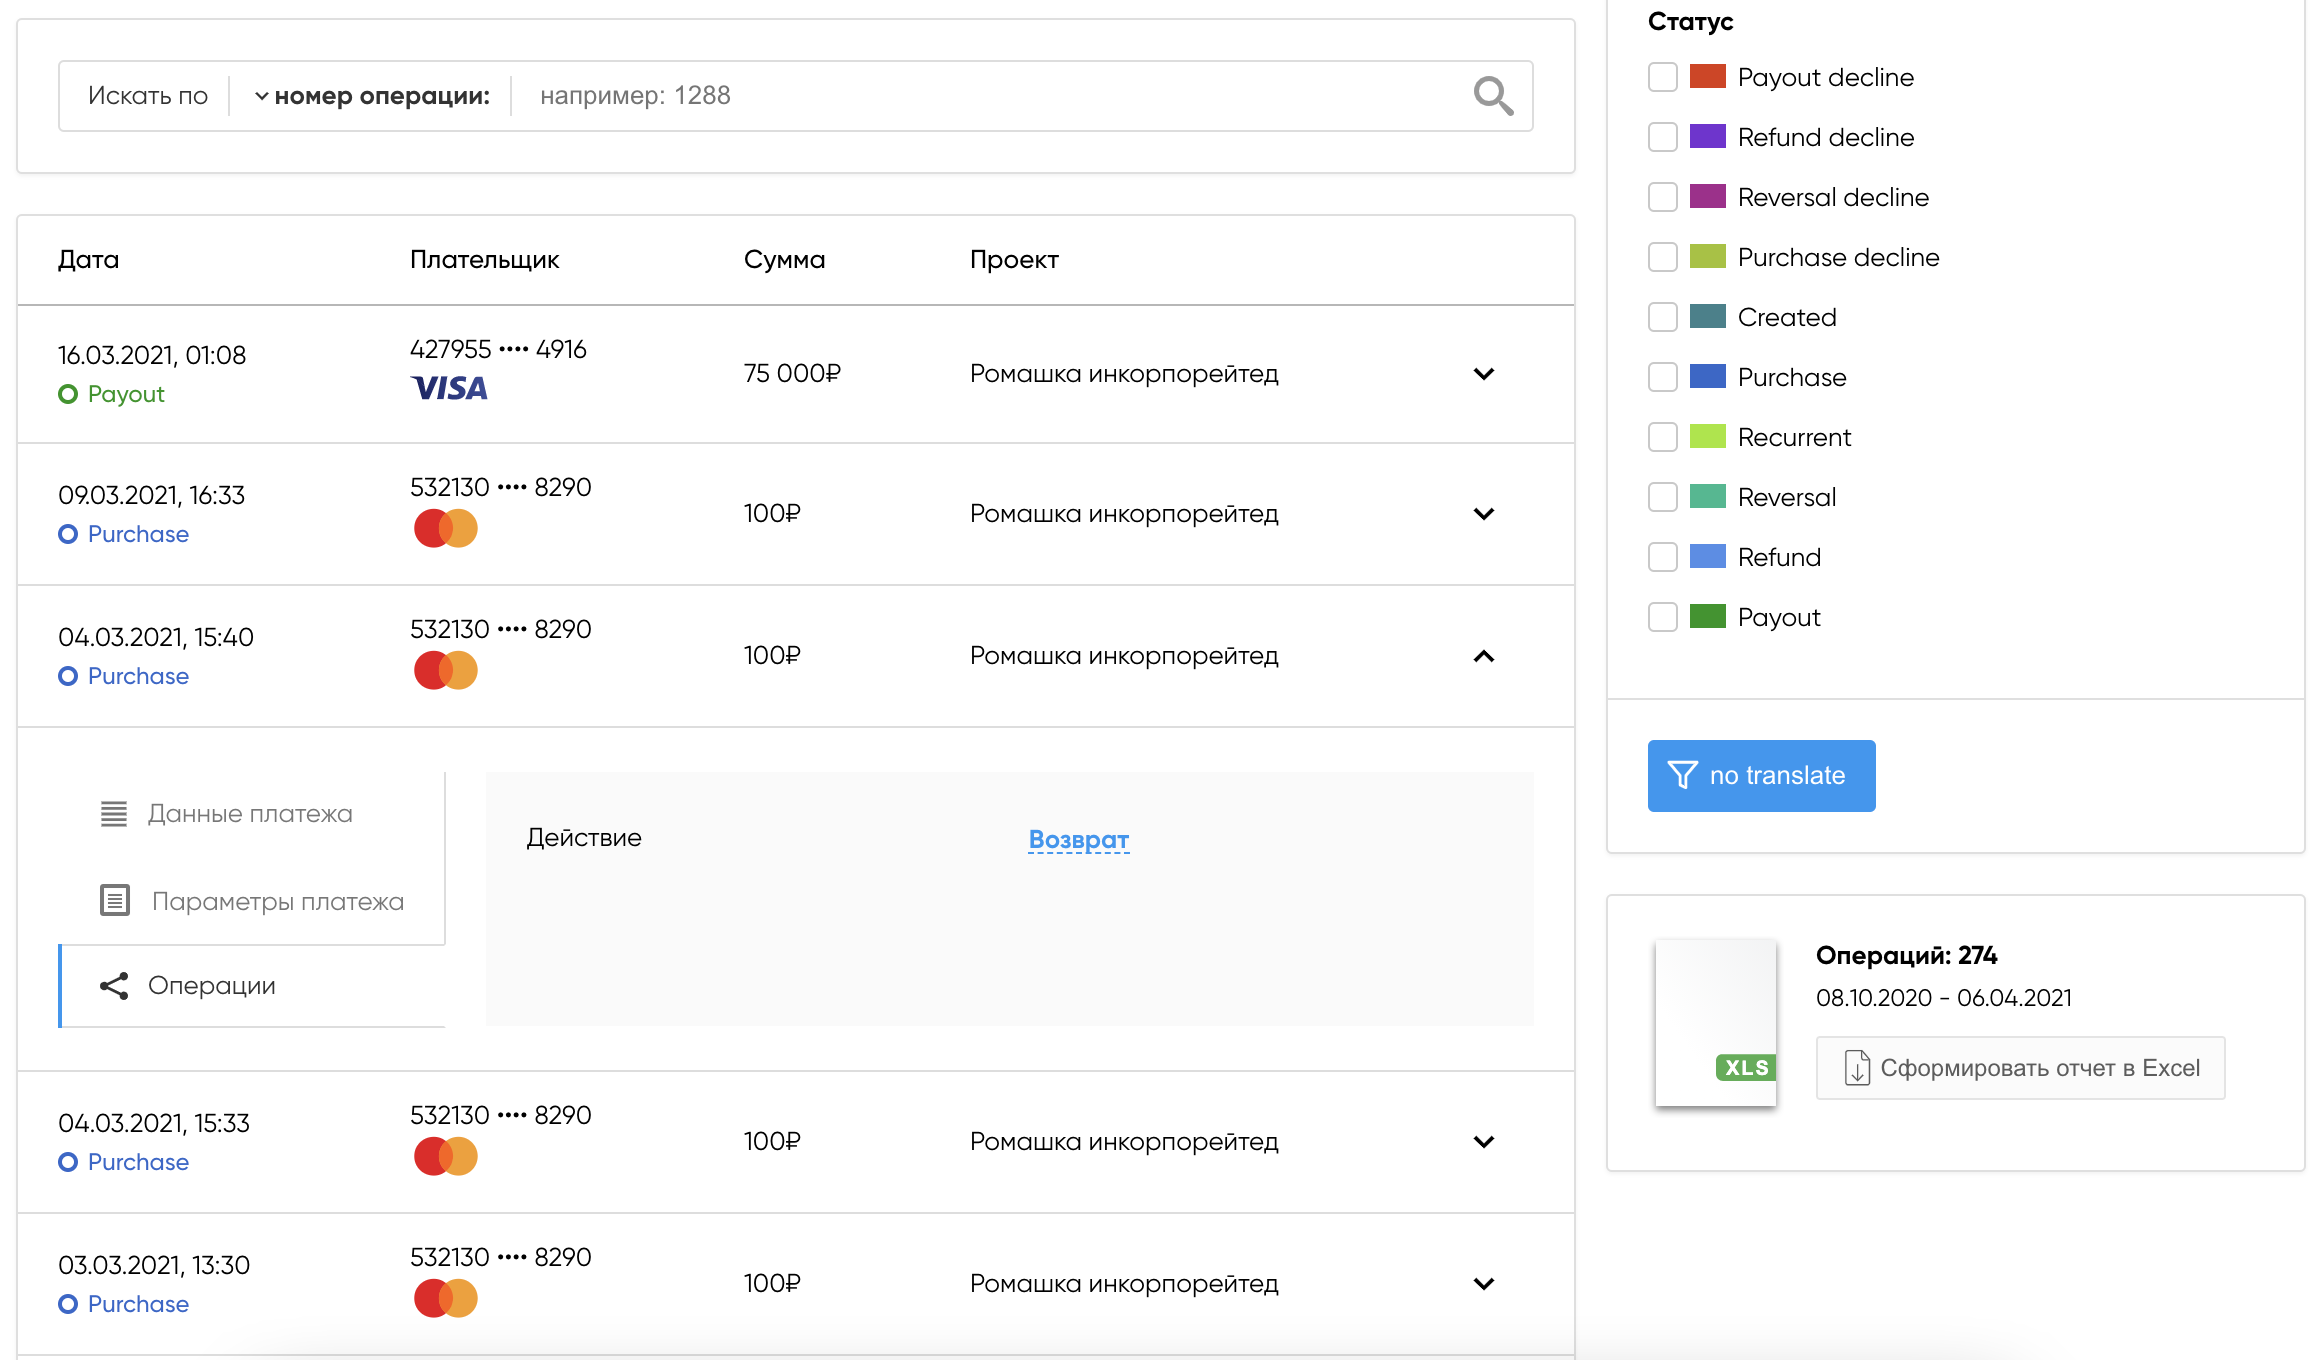 Искать по
номер операции:
например: 1288
Дата Плательщик Сумма Проект
16.03.2021, 01:08
Payout
427955 •••• 4916
VISA
75 000₽
Ромашка инкорпорейтед
09.03.2021, 16:33
Purchase
532130 •••• 8290
100₽
Ромашка инкорпорейтед
04.03.2021, 15:40
Purchase
532130 •••• 8290
100₽
Ромашка инкорпорейтед
Данные платежа
Параметры платежа
Операции
Действие
Возврат
04.03.2021, 15:33
Purchase
532130 •••• 8290
100₽
Ромашка инкорпорейтед
03.03.2021, 13:30
Purchase
532130 •••• 8290
100₽
Ромашка инкорпорейтед
Статус
Payout decline
Refund decline
Reversal decline
Purchase decline
Created
Purchase
Recurrent
Reversal
Refund
Payout
no translate
XLS
Операций: 274
08.10.2020 - 06.04.2021
Сформировать отчет в Excel